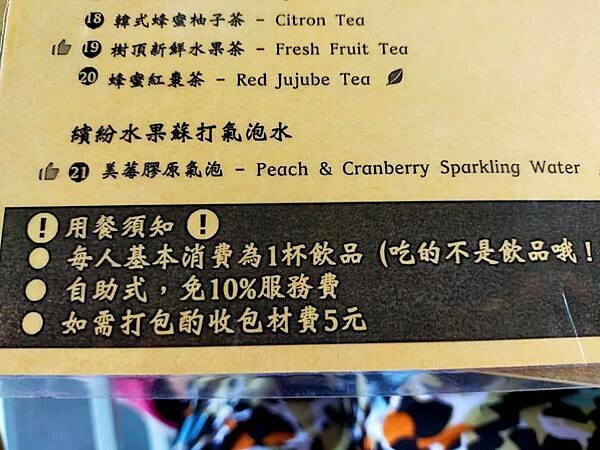 18 韓式蜂蜜柚子茶 - Citron Tea
19 樹頂新鮮水果茶 - Fresh Fruit Tea
20 蜂蜜紅棗茶 - Red Jujube Tea
繽紛水果蘇打氣泡水
21 美莓膠原氣泡 - Peach & Cranberry Sparkling Water
! 用餐須知 !
● 每人基本消費為1杯飲品 (吃的不是飲品哦!
● 自助式,免10%服務費
● 如需打包酌收包材費5元